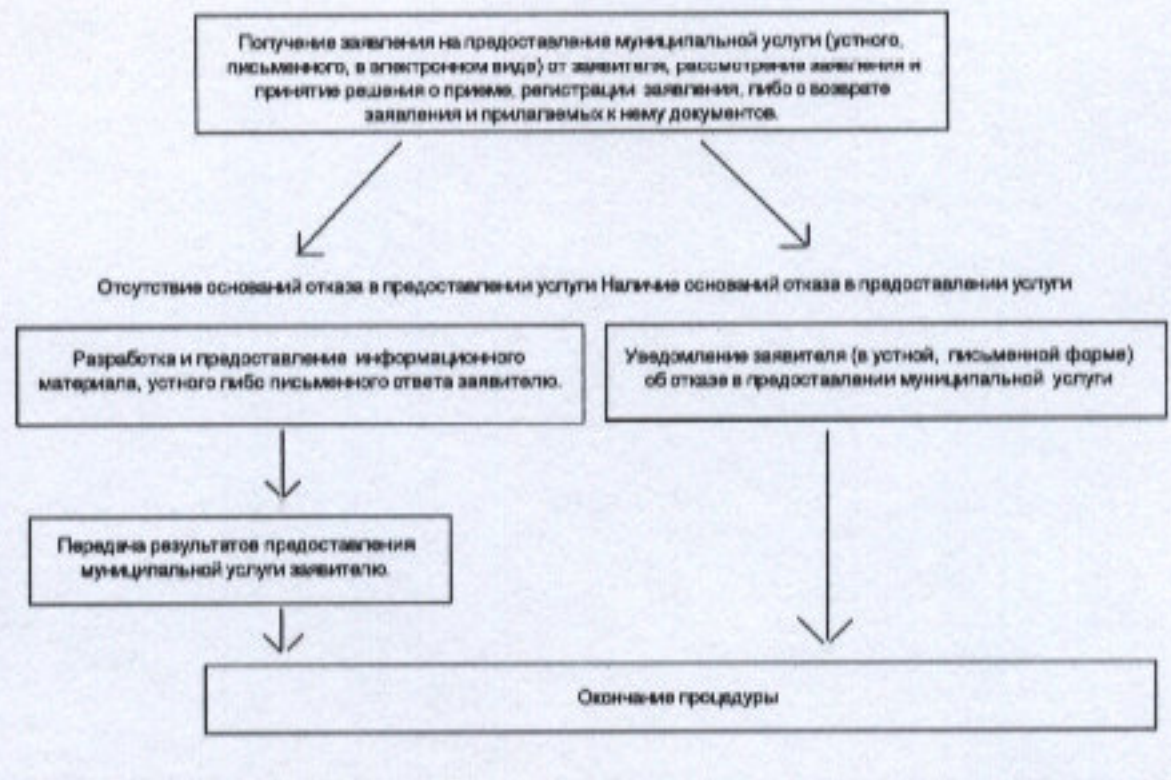 Получение заявления на предоставление муниципальной услуги (устного,
письменного, в электронном виде) от заявителя, рассмотрение заявления и
принятие решения о приеме, регистрации заявления, либо о возврате
заявления и прилагаемых к нему документов.
Отсутствие оснований отказа в предоставлении услуги Наличие оснований отказа в предоставлении услуги
Разработка и предоставление информационного
материала, устного либо письменного ответа заявителю.
Уведомление заявителя (в устной, письменной форме)
об отказе в предоставлении муниципальной услуги
Передача результатов предоставления
муниципальной услуги заявителю.
Окончание процедуры